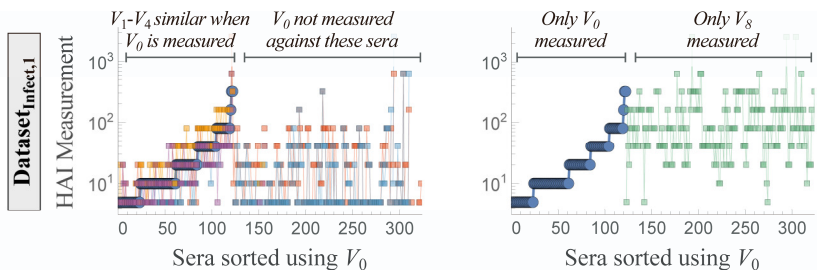 V₁-V₄ similar when
V₀ is measured
V₀ not measured
against these sera
Only V₀
measured
Only V₈
measured
Dataset_Infect,1
HAI Measurement
10³
10²
10¹
0 50 100 150 200 250 300
Sera sorted using V₀
10³
10²
10¹
0 50 100 150 200 250 300
Sera sorted using V₀